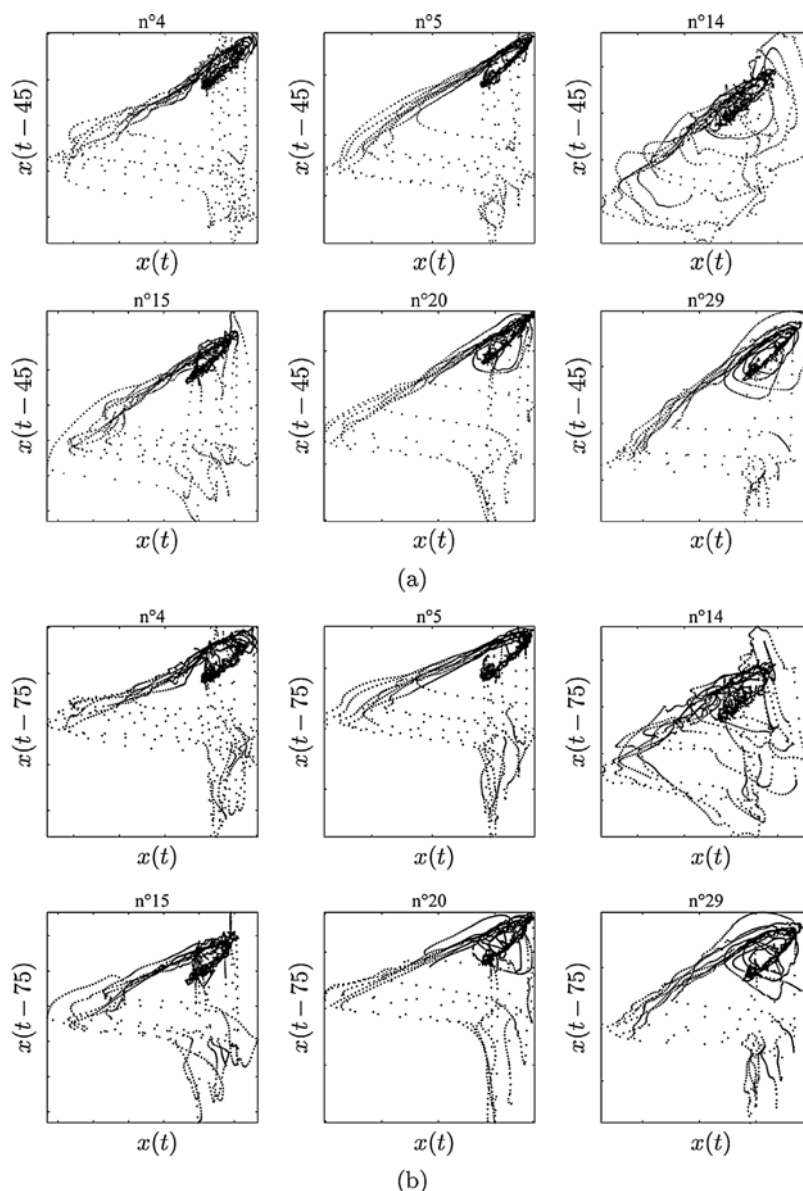 n°4 n°5 n°14
x(t − 45) x(t − 45) x(t − 45)
x(t) x(t) x(t)
n°15 n°20 n°29
x(t − 45) x(t − 45) x(t − 45)
x(t) x(t) x(t)
(a)
n°4 n°5 n°14
x(t − 75) x(t − 75) x(t − 75)
x(t) x(t) x(t)
n°15 n°20 n°29
x(t − 75) x(t − 75) x(t − 75)
x(t) x(t) x(t)
(b)